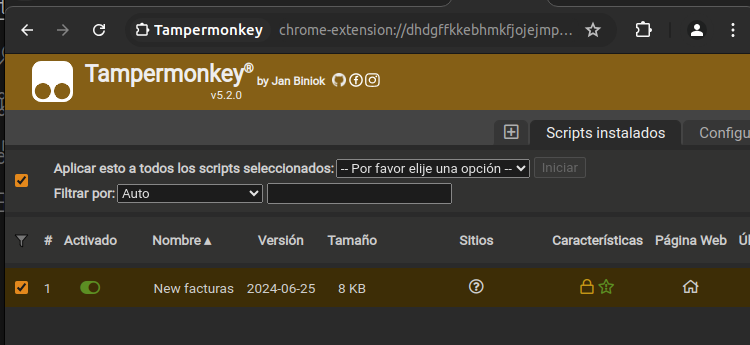 Tampermonkey chrome-extension://dhdgffkkebhmkfjojejmp…
Tampermonkey® by Jan Biniok
v5.2.0
Scripts instalados Configu
Aplicar esto a todos los scripts seleccionados: -- Por favor elije una opción -- Iniciar
Filtrar por: Auto
# Activado Nombre▲ Versión Tamaño Sitios Características Página Web Úl
1 New facturas 2024-06-25 8 KB